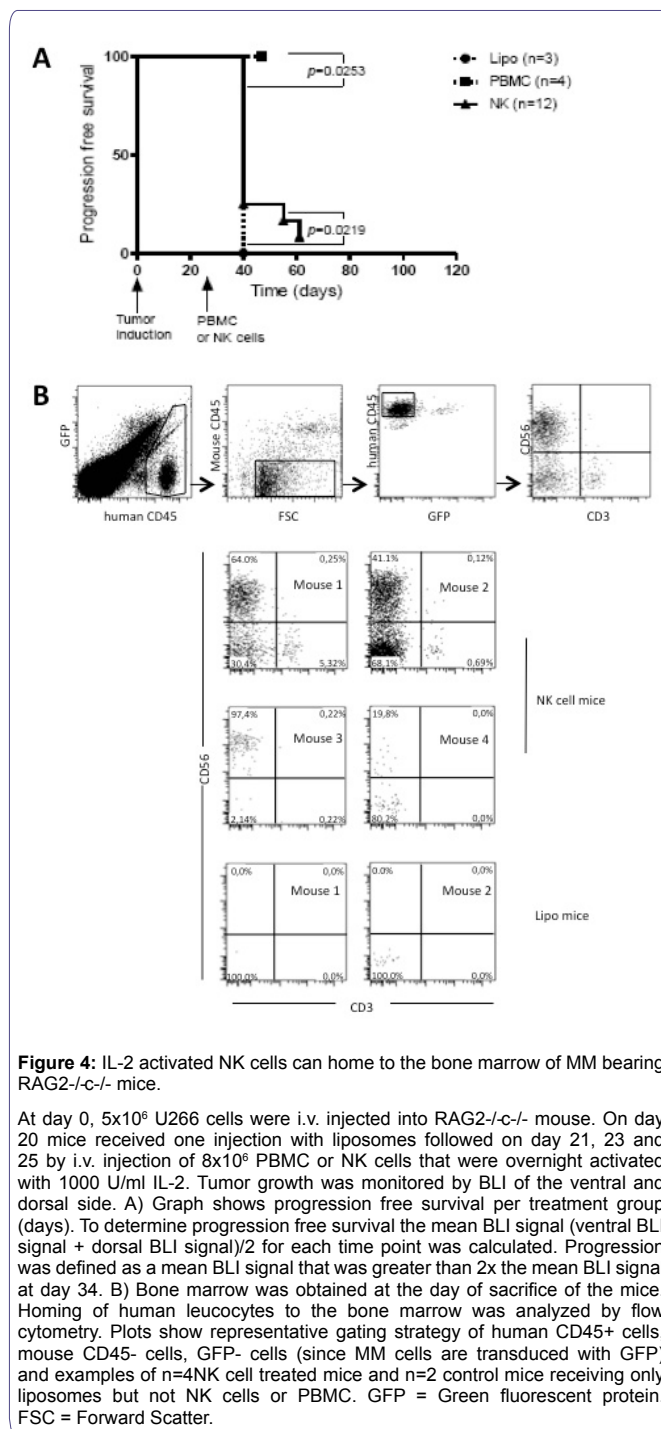 A
Progression free survival
100
50
0
p=0.0253
p=0.0219
Lipo (n=3)
PBMC (n=4)
NK (n=12)
0 20 40 60 80 100 120
Time (days)
Tumor
Induction
PBMC
or NK cells
B
GFP
human CD45
Mouse CD45
FSC
human CD45
GFP
CD56
CD3
64.0% 0,25%
Mouse 1
30,4% 5,32%
41.1% 0,12%
Mouse 2
68,1% 0,69%
NK cell mice
97,4% 0,22%
Mouse 3
2,14% 0,22%
19,8% 0,0%
Mouse 4
80,2% 0,0%
CD56
0,0% 0,0%
Mouse 1
100.0% 0.0%
0.0% 0,0%
Mouse 2
100,0% 0.0%
Lipo mice
CD3
Figure 4: IL-2 activated NK cells can home to the bone marrow of MM bearing
RAG2-/-c-/- mice.
At day 0, 5x10⁶ U266 cells were i.v. injected into RAG2-/-c-/- mouse. On day
20 mice received one injection with liposomes followed on day 21, 23 and
25 by i.v. injection of 8x10⁶ PBMC or NK cells that were overnight activated
with 1000 U/ml IL-2. Tumor growth was monitored by BLI of the ventral and
dorsal side. A) Graph shows progression free survival per treatment group
(days). To determine progression free survival the mean BLI signal (ventral BLI
signal + dorsal BLI signal)/2 for each time point was calculated. Progression
was defined as a mean BLI signal that was greater than 2x the mean BLI signal
at day 34. B) Bone marrow was obtained at the day of sacrifice of the mice.
Homing of human leucocytes to the bone marrow was analyzed by flow
cytometry. Plots show representative gating strategy of human CD45+ cells,
mouse CD45- cells, GFP- cells (since MM cells are transduced with GFP)
and examples of n=4NK cell treated mice and n=2 control mice receiving only
liposomes but not NK cells or PBMC. GFP = Green fluorescent protein.
FSC = Forward Scatter.